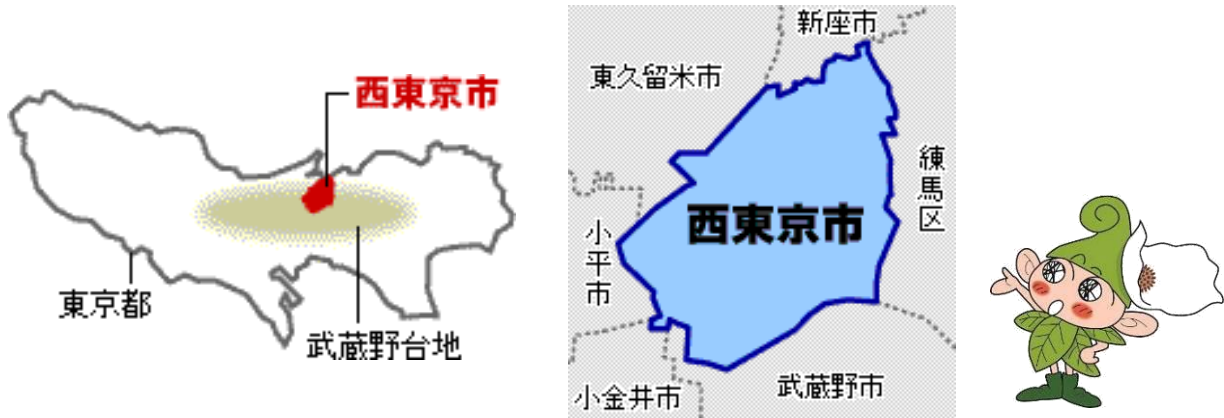 西東京市
東京都
武蔵野台地
新座市
東久留米市
練馬区
西東京市
小平市
小金井市
武蔵野市